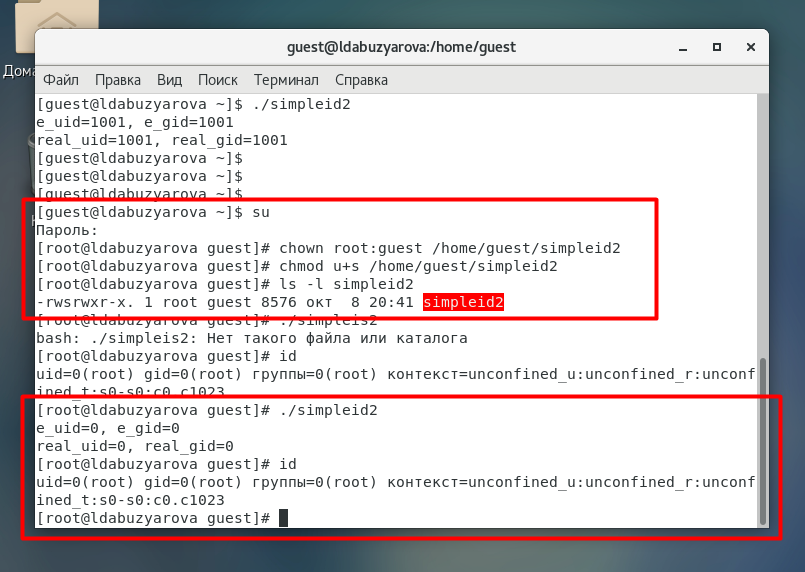 Дома
guest@ldabuzyarova:/home/guest
Файл Правка Вид Поиск Терминал Справка
[guest@ldabuzyarova ~]$ ./simpleid2
e_uid=1001, e_gid=1001
real_uid=1001, real_gid=1001
[guest@ldabuzyarova ~]$
[guest@ldabuzyarova ~]$
[guest@ldabuzyarova ~]$
[guest@ldabuzyarova ~]$ su
Пароль:
[root@ldabuzyarova guest]# chown root:guest /home/guest/simpleid2
[root@ldabuzyarova guest]# chmod u+s /home/guest/simpleid2
[root@ldabuzyarova guest]# ls -l simpleid2
-rwsrwxr-x. 1 root guest 8576 окт  8 20:41 simpleid2
[root@ldabuzyarova guest]# ./simpleis2
bash: ./simpleis2: Нет такого файла или каталога
[root@ldabuzyarova guest]# id
uid=0(root) gid=0(root) группы=0(root) контекст=unconfined_u:unconfined_r:unconf
ined_t:s0-s0:c0.c1023
[root@ldabuzyarova guest]# ./simpleid2
e_uid=0, e_gid=0
real_uid=0, real_gid=0
[root@ldabuzyarova guest]# id
uid=0(root) gid=0(root) группы=0(root) контекст=unconfined_u:unconfined_r:unconf
ined_t:s0-s0:c0.c1023
[root@ldabuzyarova guest]#